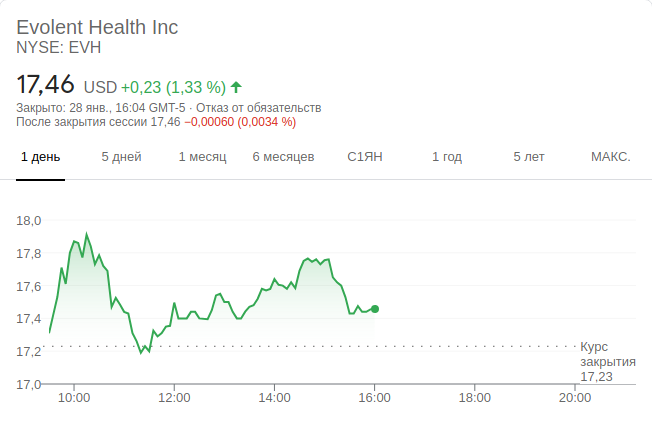 Evolent Health Inc
NYSE: EVH
17,46 USD +0,23 (1,33 %)
Закрыто: 28 янв., 16:04 GMT-5 · Отказ от обязательств
После закрытия сессии 17,46 −0,00060 (0,0034 %)
1 день 5 дней 1 месяц 6 месяцев С1ЯН 1 год 5 лет МАКС.
18,0
17,8
17,6
17,4
17,2
17,0
Курс
закрытия
17,23
10:00 12:00 14:00 16:00 18:00 20:00